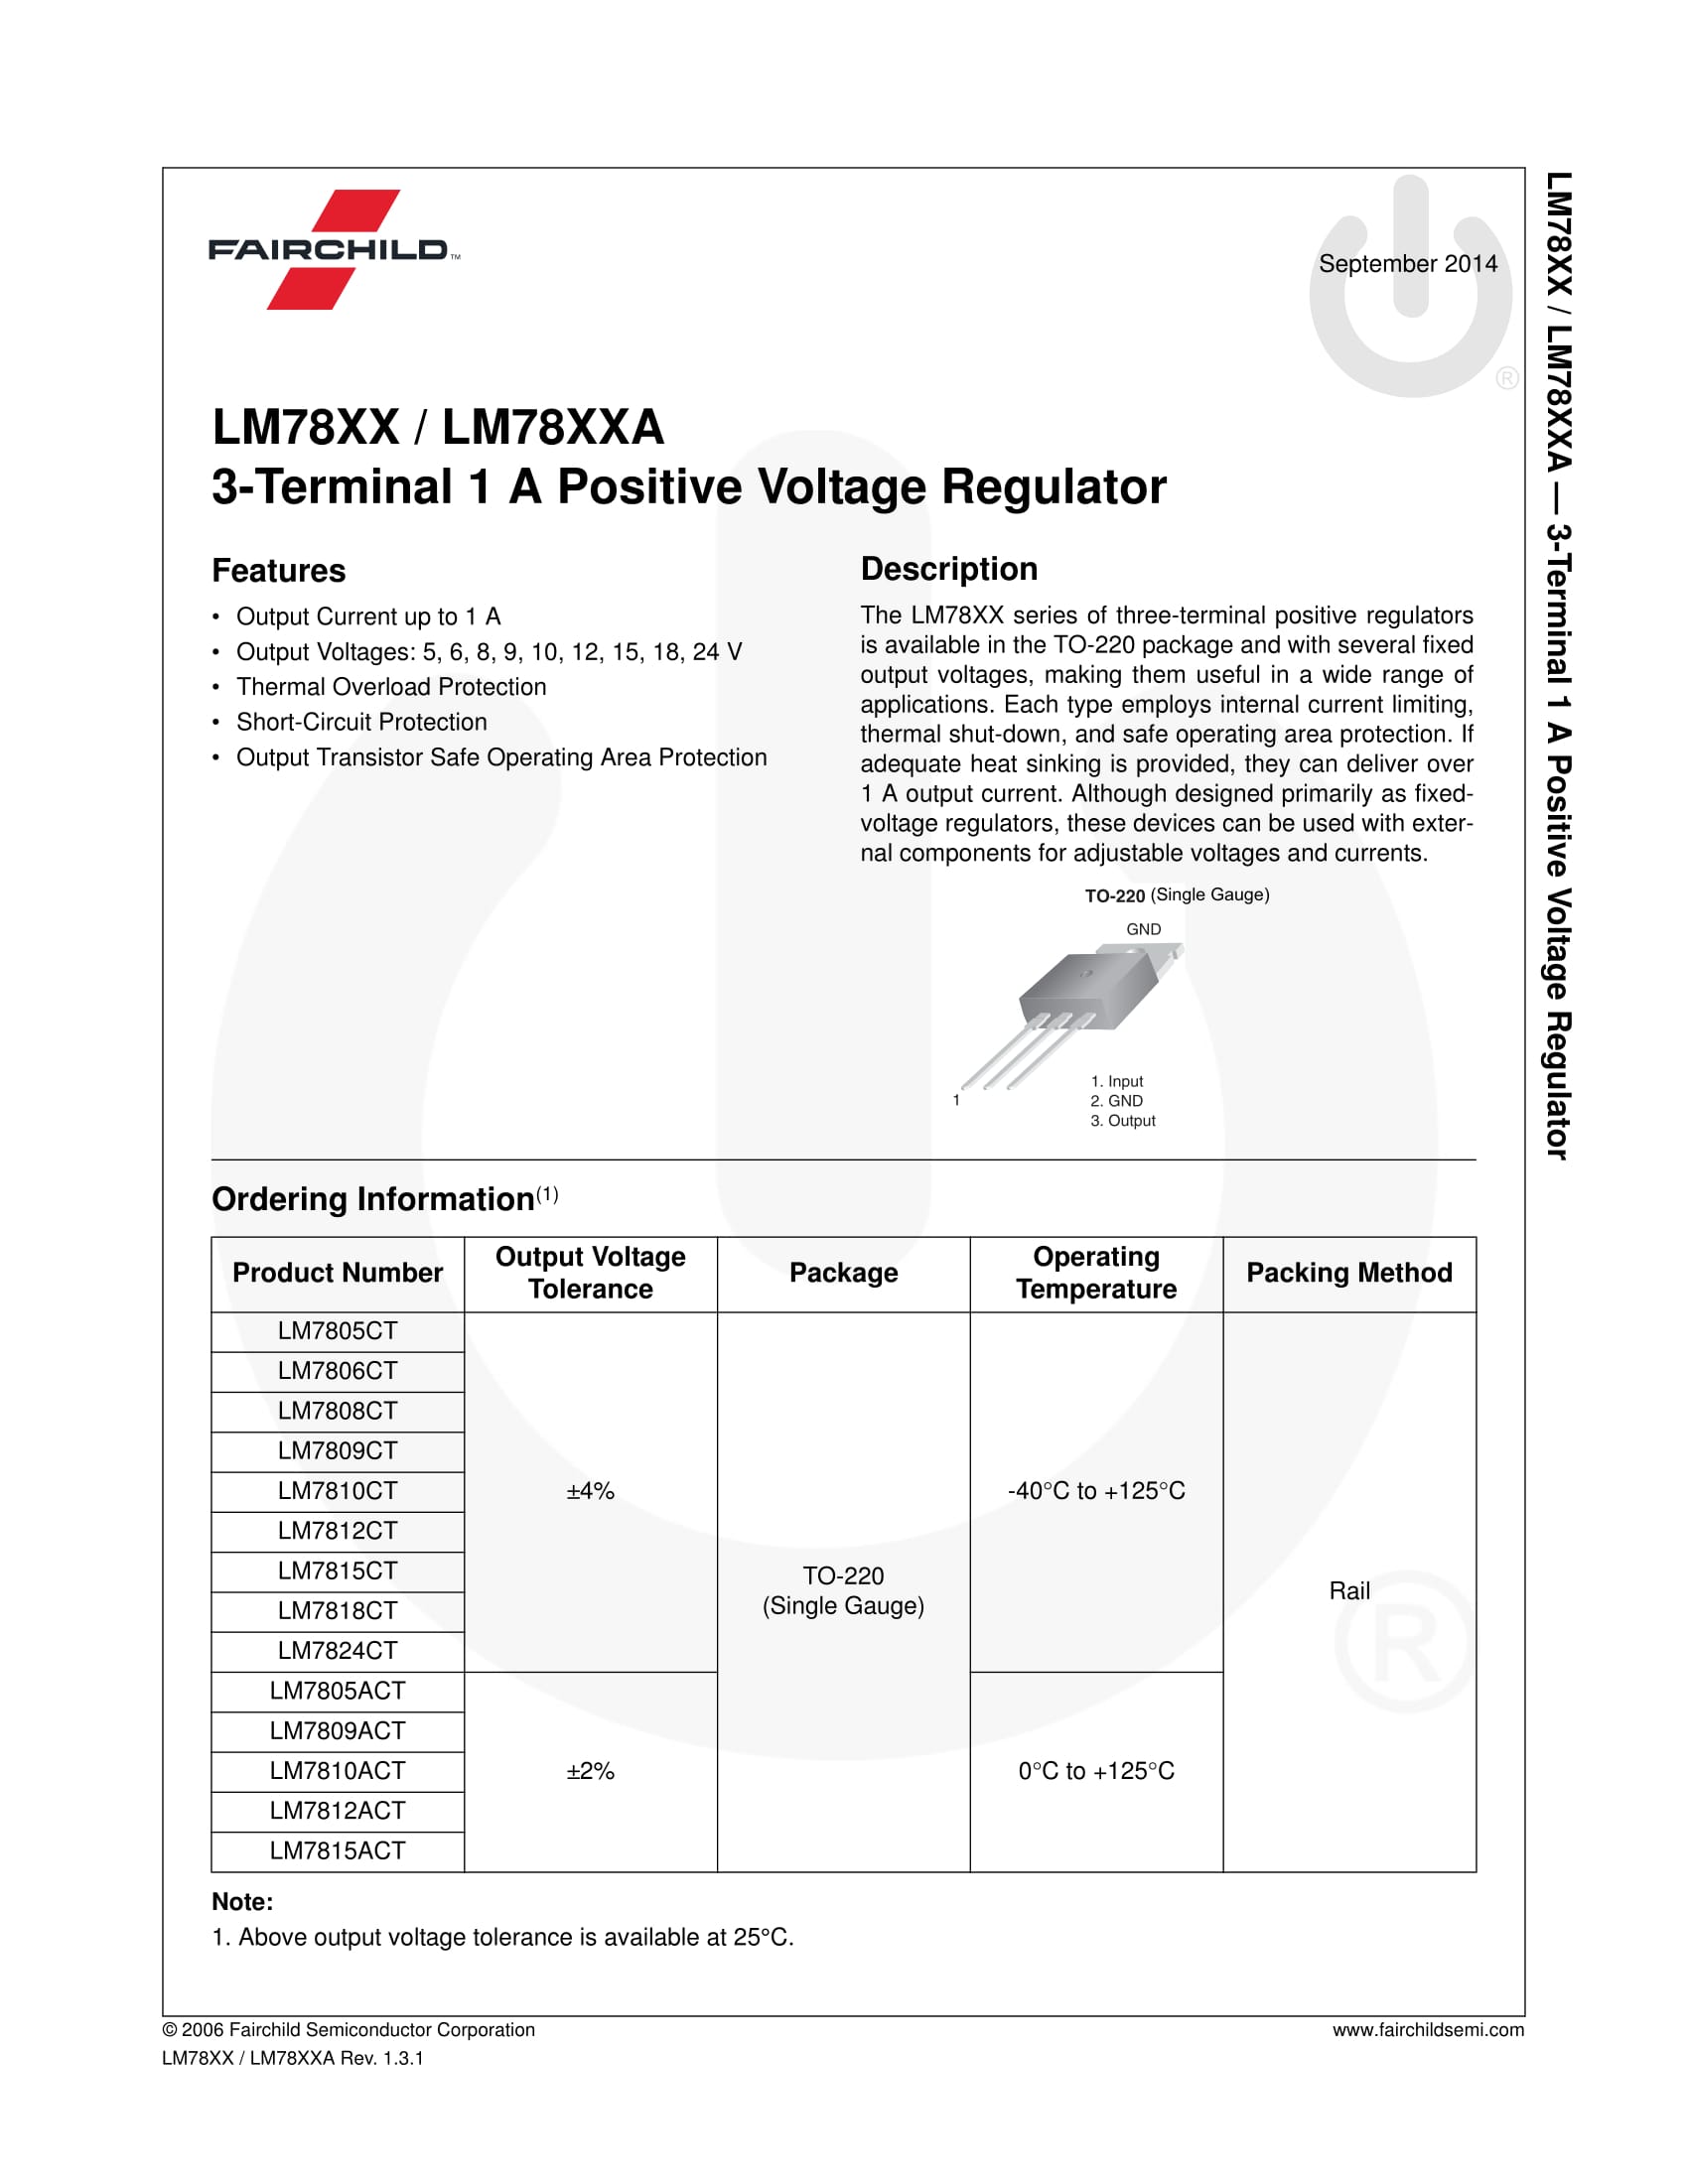 FAIRCHILD™
September 2014
®
LM78XX / LM78XXA
3-Terminal 1 A Positive Voltage Regulator
Features
• Output Current up to 1 A
• Output Voltages: 5, 6, 8, 9, 10, 12, 15, 18, 24 V
• Thermal Overload Protection
• Short-Circuit Protection
• Output Transistor Safe Operating Area Protection
Description
The LM78XX series of three-terminal positive regulators
is available in the TO-220 package and with several fixed
output voltages, making them useful in a wide range of
applications. Each type employs internal current limiting,
thermal shut-down, and safe operating area protection. If
adequate heat sinking is provided, they can deliver over
1 A output current. Although designed primarily as fixed-
voltage regulators, these devices can be used with exter-
nal components for adjustable voltages and currents.
TO-220 (Single Gauge)
GND
1
1. Input
2. GND
3. Output
Ordering Information(1)
Product Number
Output Voltage
Tolerance
Package
Operating
Temperature
Packing Method
LM7805CT
LM7806CT
LM7808CT
LM7809CT
LM7810CT
LM7812CT
LM7815CT
LM7818CT
LM7824CT
LM7805ACT
LM7809ACT
LM7810ACT
LM7812ACT
LM7815ACT
±4%
±2%
TO-220
(Single Gauge)
-40°C to +125°C
0°C to +125°C
Rail
®
Note:
1. Above output voltage tolerance is available at 25°C.
© 2006 Fairchild Semiconductor Corporation
www.fairchildsemi.com
LM78XX / LM78XXA Rev. 1.3.1
LM78XX / LM78XXA — 3-Terminal 1 A Positive Voltage Regulator